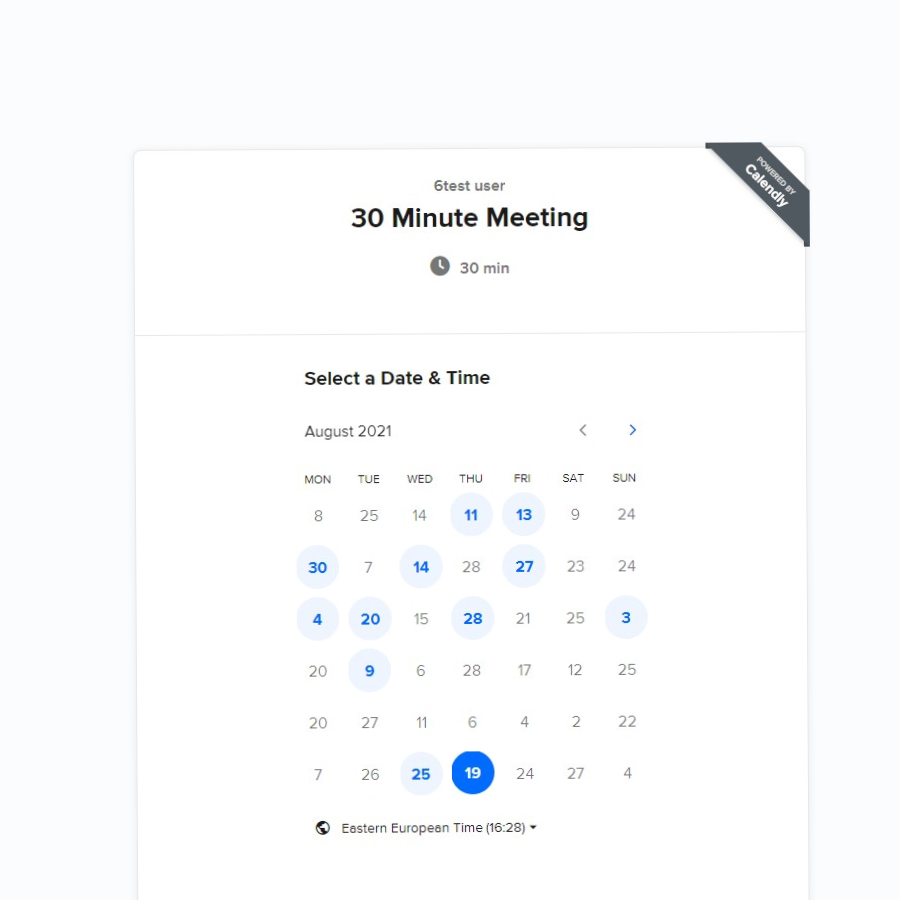 POWERED BY
Calendly
6test user
30 Minute Meeting
30 min
Select a Date & Time
August 2021
MON TUE WED THU FRI SAT SUN
8 25 14 11 13 9 24
30 7 14 28 27 23 24
4 20 15 28 21 25 3
20 9 6 28 17 12 25
20 27 11 6 4 2 22
7 26 25 19 24 27 4
Eastern European Time (16:28)